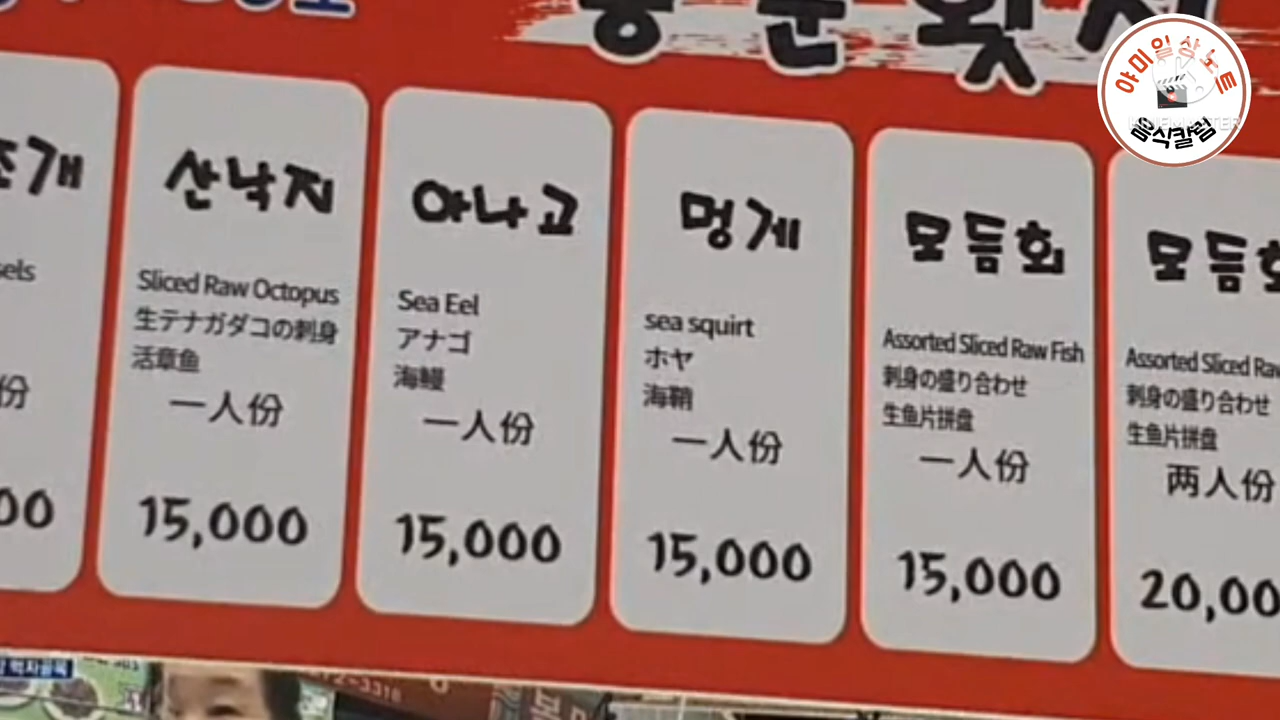 산낙지
Sliced Raw Octopus
生テナガダコの刺身
活章鱼
一人份
15,000
아나고
Sea Eel
アナゴ
海鳗
一人份
15,000
멍게
sea squirt
ホヤ
海鞘
一人份
15,000
모듬회
Assorted Sliced Raw Fish
刺身の盛り合わせ
生鱼片拼盘
一人份
15,000
모듬
Assorted Sliced
刺身の盛り合わせ
生鱼片拼盘
两人份
야미일상노트
음식칼럼